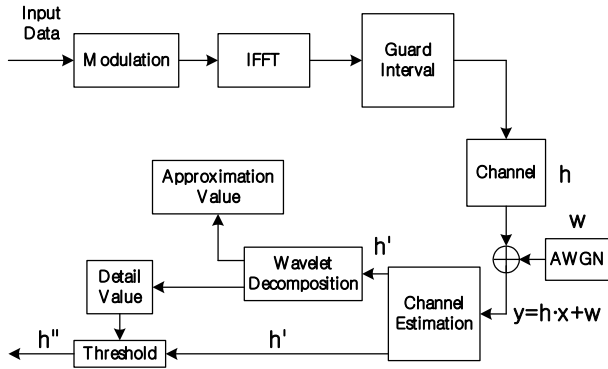 Input
Data
Modulation
IFFT
Guard
Interval
Channel
h
w
AWGN
y=h·x+w
Approximation
Value
h'
Wavelet
Decomposition
Channel
Estimation
Detail
Value
h''
Threshold
h'